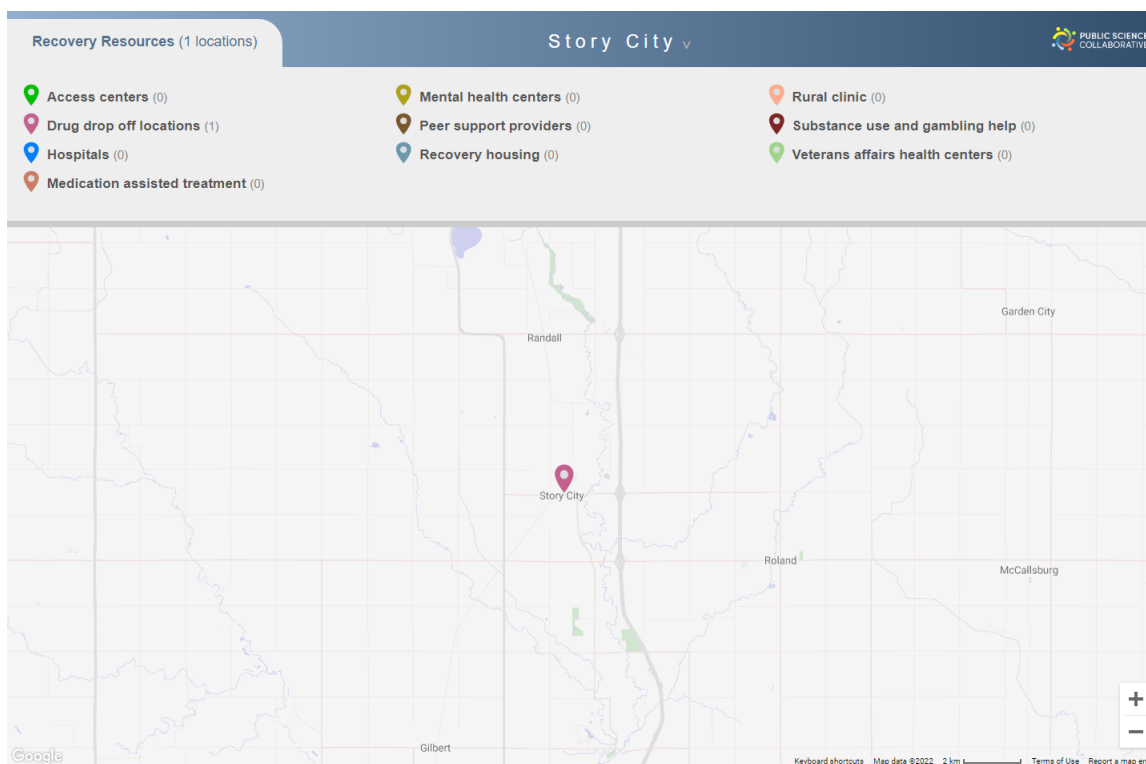 Recovery Resources (1 locations)
Story City v
PUBLIC SCIENCE
COLLABORATIVE
Access centers (0)
Mental health centers (0)
Rural clinic (0)
Drug drop off locations (1)
Peer support providers (0)
Substance use and gambling help (0)
Hospitals (0)
Recovery housing (0)
Veterans affairs health centers (0)
Medication assisted treatment (0)
Garden City
Randall
Story City
Roland
McCallsburg
Gilbert
Google
Keyboard shortcuts Map data ©2022 2 km Terms of Use Report a map er